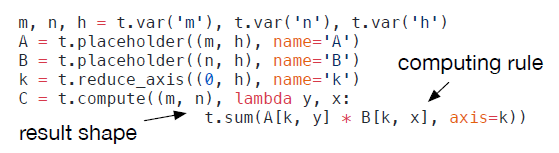 m, n, h = t.var('m'), t.var('n'), t.var('h')
A = t.placeholder((m, h), name='A')
B = t.placeholder((n, h), name='B')
k = t.reduce_axis((0, h), name='k')
C = t.compute((m, n), lambda y, x:
t.sum(A[k, y] * B[k, x], axis=k))
computing rule
result shape